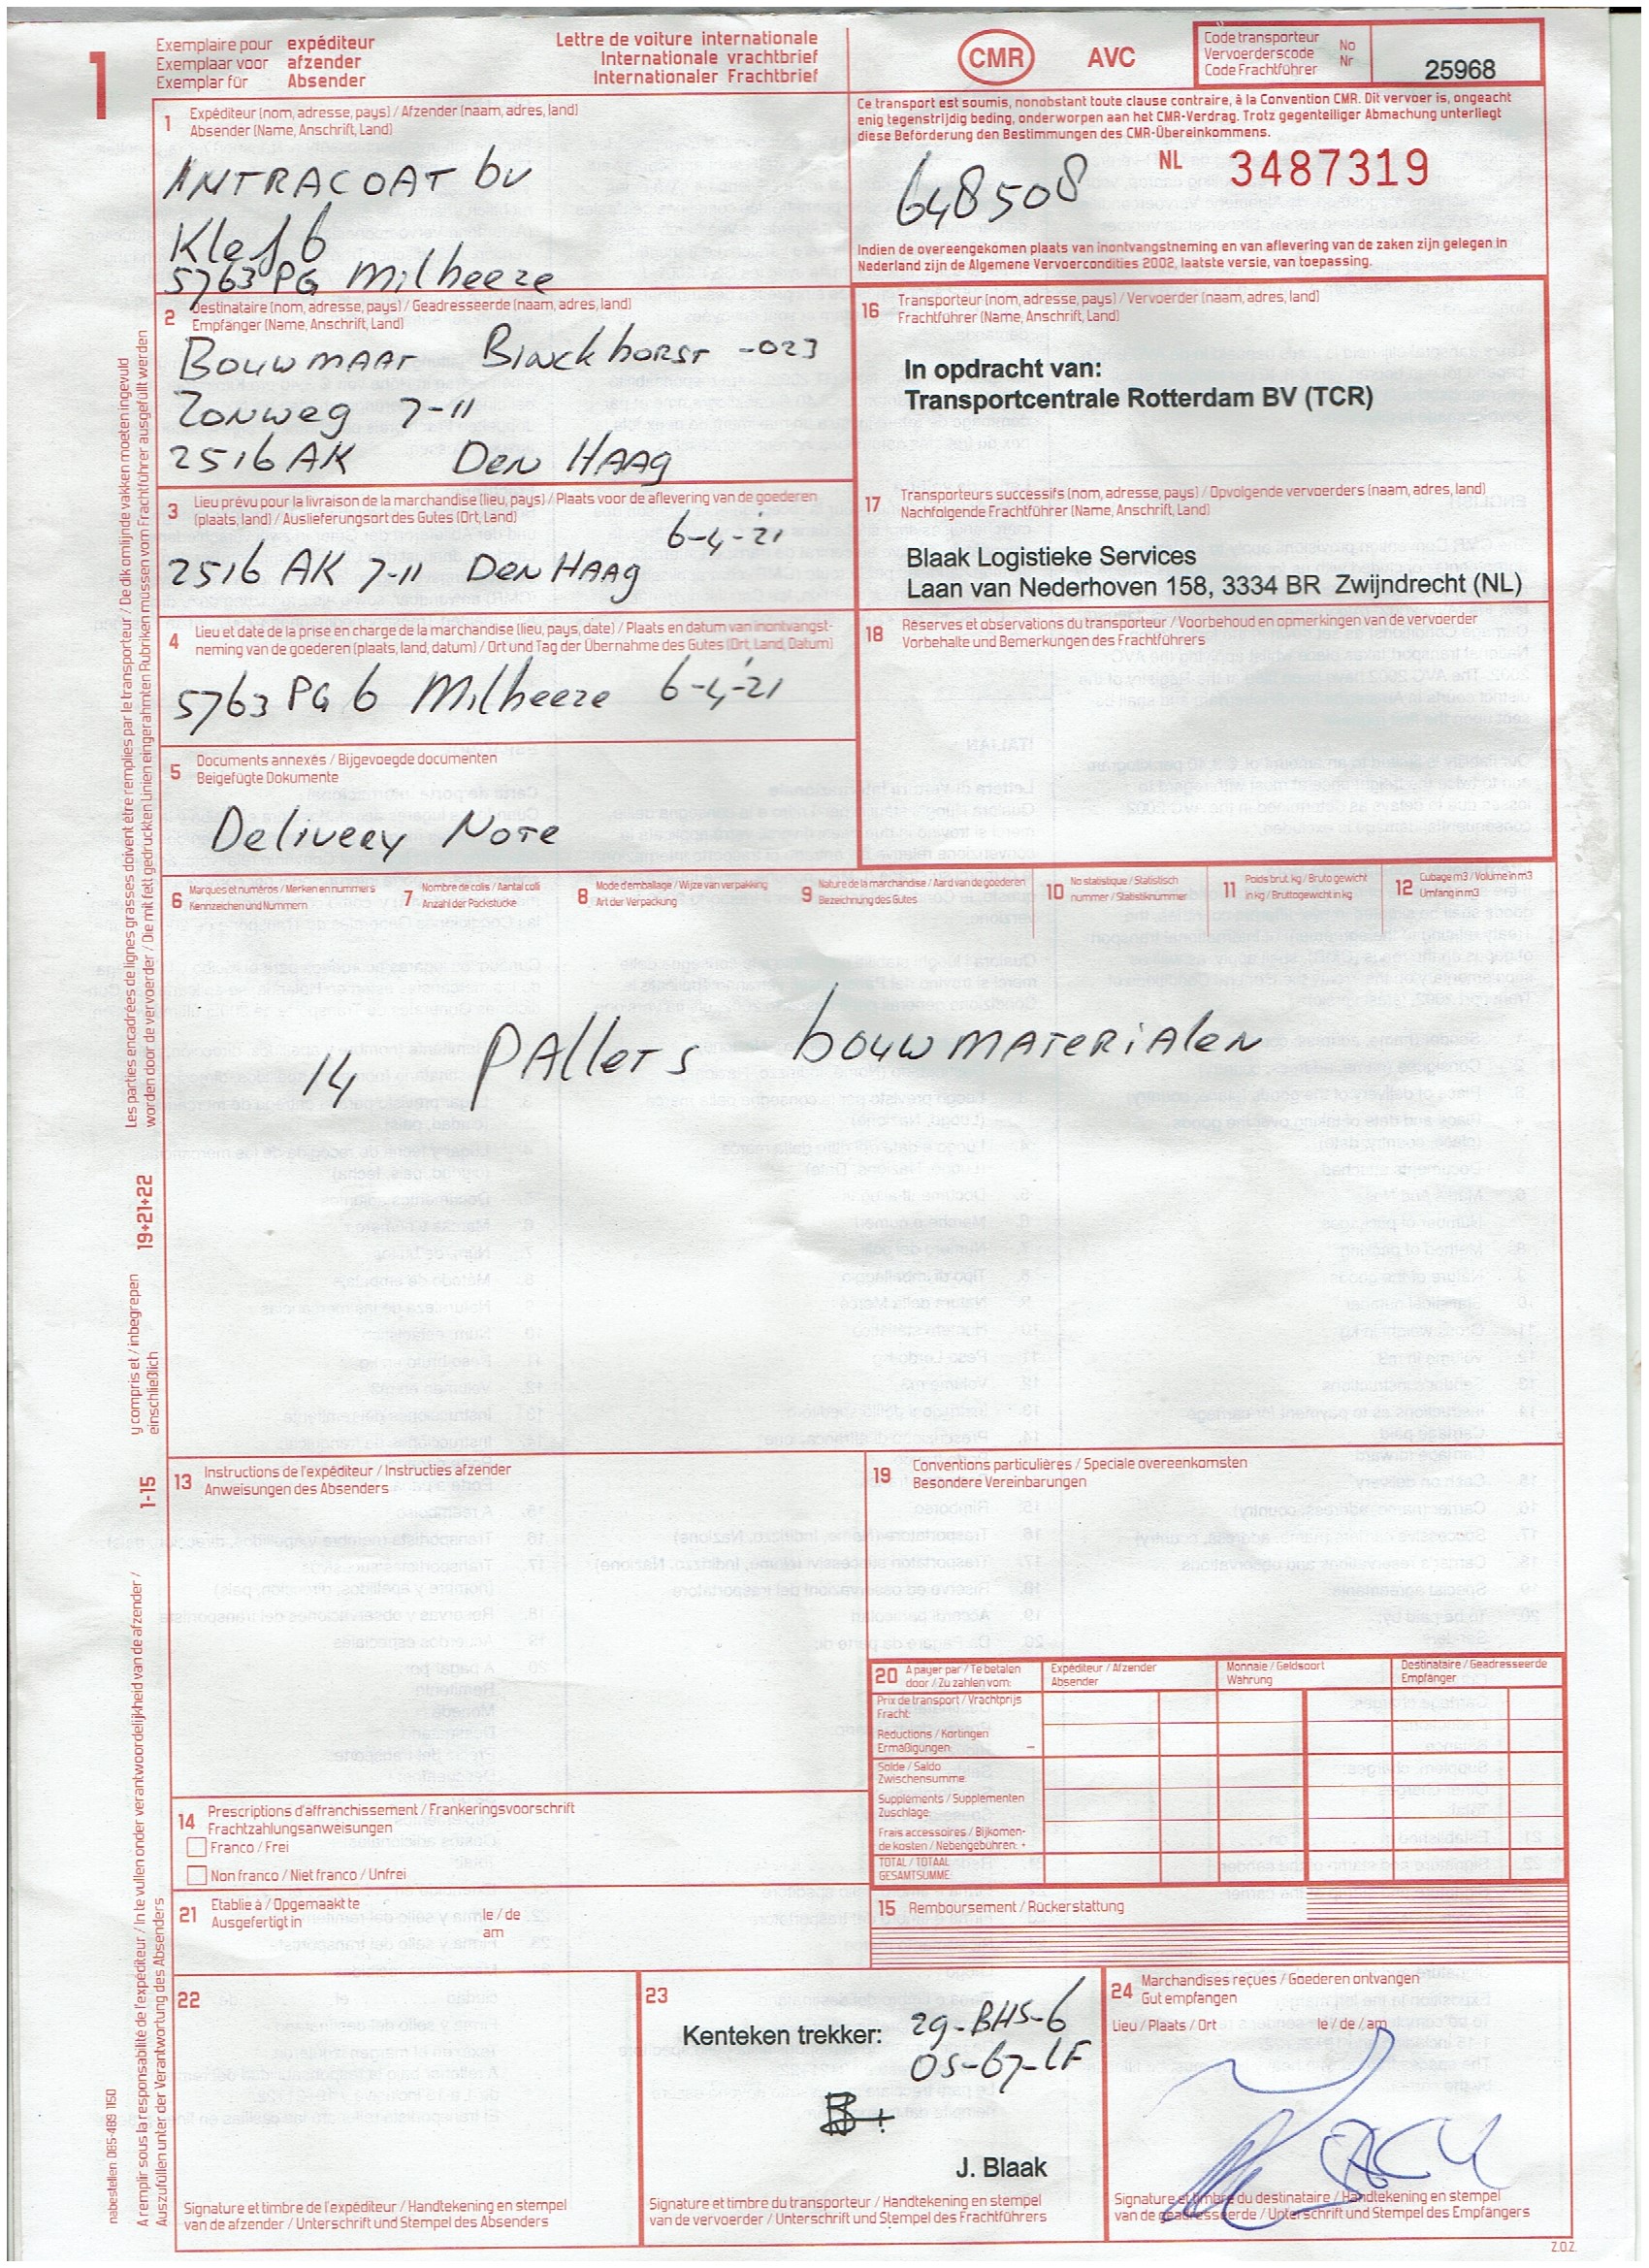 1
Exemplaire pour expéditeur
Exemplaar voor afzender
Exemplar für Absender
Lettre de voiture internationale
Internationale vrachtbrief
Internationaler Frachtbrief
CMR AVC
Code transporteur No
Vervoerderscode Nr
Code Frachtführer
25968
1 Expéditeur (nom, adresse, pays) / Afzender (naam, adres, land)
Absender (Name, Anschrift, Land)
INTRACOAT bv
Klef 6
5763 PG Milheeze
Ce transport est soumis, nonobstant toute clause contraire, à la Convention CMR. Dit vervoer is, ongeacht
enig tegenstrijdig beding, onderworpen aan het CMR-Verdrag. Trotz gegenteiliger Abmachung unterliegt
diese Beförderung den Bestimmungen des CMR-Übereinkommens.
NL 3487319
648508
Indien de overeengekomen plaats van inontvangstneming en van aflevering van de zaken zijn gelegen in
Nederland zijn de Algemene Vervoercondities 2002, laatste versie, van toepassing.
2 Destinataire (nom, adresse, pays) / Geadresseerde (naam, adres, land)
Empfänger (Name, Anschrift, Land)
Bouwmaat Binckhorst -023
Zonweg 7-11
2516 AK Den Haag
16 Transporteur (nom, adresse, pays) / Vervoerder (naam, adres, land)
Frachtführer (Name, Anschrift, Land)
In opdracht van:
Transportcentrale Rotterdam BV (TCR)
3 Lieu prévu pour la livraison de la marchandise (lieu, pays) / Plaats voor de aflevering van de goederen
(plaats, land) / Auslieferungsort des Gutes (Ort, Land)
6-4-'21
2516 AK 7-11 Den Haag
17 Transporteurs successifs (nom, adresse, pays) / Opvolgende vervoerders (naam, adres, land)
Nachfolgende Frachtführer (Name, Anschrift, Land)
Blaak Logistieke Services
Laan van Nederhoven 158, 3334 BR Zwijndrecht (NL)
4 Lieu et date de la prise en charge de la marchandise (lieu, pays, date) / Plaats en datum van inontvangst-
neming van de goederen (plaats, land, datum) / Ort und Tag der Übernahme des Gutes (Ort, Land, Datum)
5763 PG 6 Milheeze 6-4-'21
18 Réserves et observations du transporteur / Voorbehoud en opmerkingen van de vervoerder
Vorbehalte und Bemerkungen des Frachtführers
5 Documents annexés / Bijgevoegde documenten
Beigefügte Dokumente
Delivery Note
6 Marques et numéros / Merken en nummers
Kennzeichen und Nummern
7 Nombre de colis / Aantal colli
Anzahl der Packstücke
8 Mode d'emballage / Wijze van verpakking
Art der Verpackung
9 Nature de la marchandise / Aard van de goederen
Bezeichnung des Gutes
10 No statistique / Statistisch
nummer / Statistiknummer
11 Poids brut, kg / Bruto gewicht
in kg / Bruttogewicht in kg
12 Cubage m3 / Volume in m3
Umfang in m3
14 Pallets bouwmaterialen
13 Instructions de l'expéditeur / Instructies afzender
Anweisungen des Absenders
19 Conventions particulières / Speciale overeenkomsten
Besondere Vereinbarungen
20 A payer par / Te betalen
door / Zu zahlen vom:
Expéditeur / Afzender
Absender
Monnaie / Geldsoort
Währung
Destinataire / Geadresseerde
Empfänger
Prix de transport / Vrachtprijs
Fracht:
Réductions / Kortingen
Ermäßigungen: -
Solde / Saldo
Zwischensumme:
Suppléments / Supplementen
Zuschläge:
Frais accessoires / Bijkomen-
de kosten / Nebengebühren: +
TOTAL / TOTAAL
GESAMTSUMME:
14 Prescriptions d'affranchissement / Frankeringsvoorschrift
Frachtzahlungsanweisungen
Franco / Frei
Non franco / Niet franco / Unfrei
21 Etablie à / Opgemaakt te le / de
Ausgefertigt in am
15 Remboursement / Rückerstattung
22
Signature et timbre de l'expéditeur / Handtekening en stempel
van de afzender / Unterschrift und Stempel des Absenders
23
Kenteken trekker: 29-BHS-6
OS-67-LF
J. Blaak
Signature et timbre du transporteur / Handtekening en stempel
van de vervoerder / Unterschrift und Stempel des Frachtführers
24 Marchandises reçues / Goederen ontvangen
Gut empfangen
Lieu / Plaats / Ort le / de / am
Signature et timbre du destinataire / Handtekening en stempel
van de geadresseerde / Unterschrift und Stempel des Empfängers
Z.O.Z.
Les parties encadrées de lignes grasses doivent être remplies par le transporteur / De dik omlijnde vakken moeten ingevuld
worden door de vervoerder / Die mit fett gedruckten Linien eingerahmten Rubriken müssen vom Frachtführer ausgefüllt werden
y compris et / inbegrepen 19+21+22
einschließlich
1-15
A remplir sous la responsabilité de l'expéditeur / In te vullen onder verantwoordelijkheid van de afzender /
Auszufüllen unter der Verantwortung des Absenders
nabestellen 085-489 1150